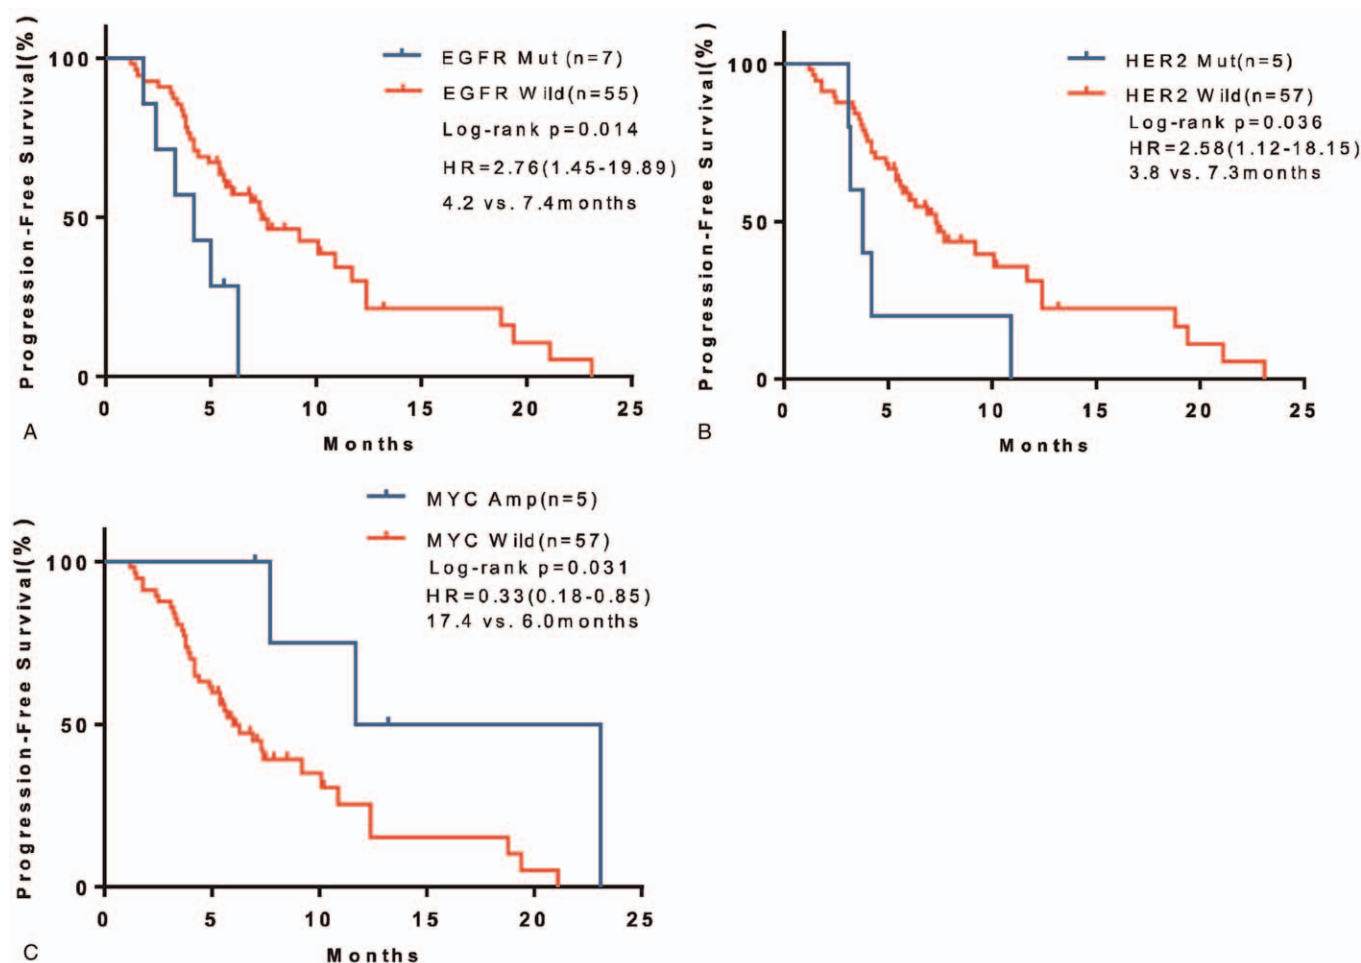 Progression-Free Survival(%)
100
50
0
0 5 10 15 20 25
Months
EGFR Mut (n=7)
EGFR Wild(n=55)
Log-rank p=0.014
HR=2.76(1.45-19.89)
4.2 vs. 7.4months
A
Progression-Free Survival(%)
100
50
0
0 5 10 15 20 25
Months
HER2 Mut(n=5)
HER2 Wild(n=57)
Log-rank p=0.036
HR=2.58(1.12-18.15)
3.8 vs. 7.3months
B
Progression-Free Survival(%)
100
50
0
0 5 10 15 20 25
Months
MYC Amp(n=5)
MYC Wild(n=57)
Log-rank p=0.031
HR=0.33(0.18-0.85)
17.4 vs. 6.0months
C